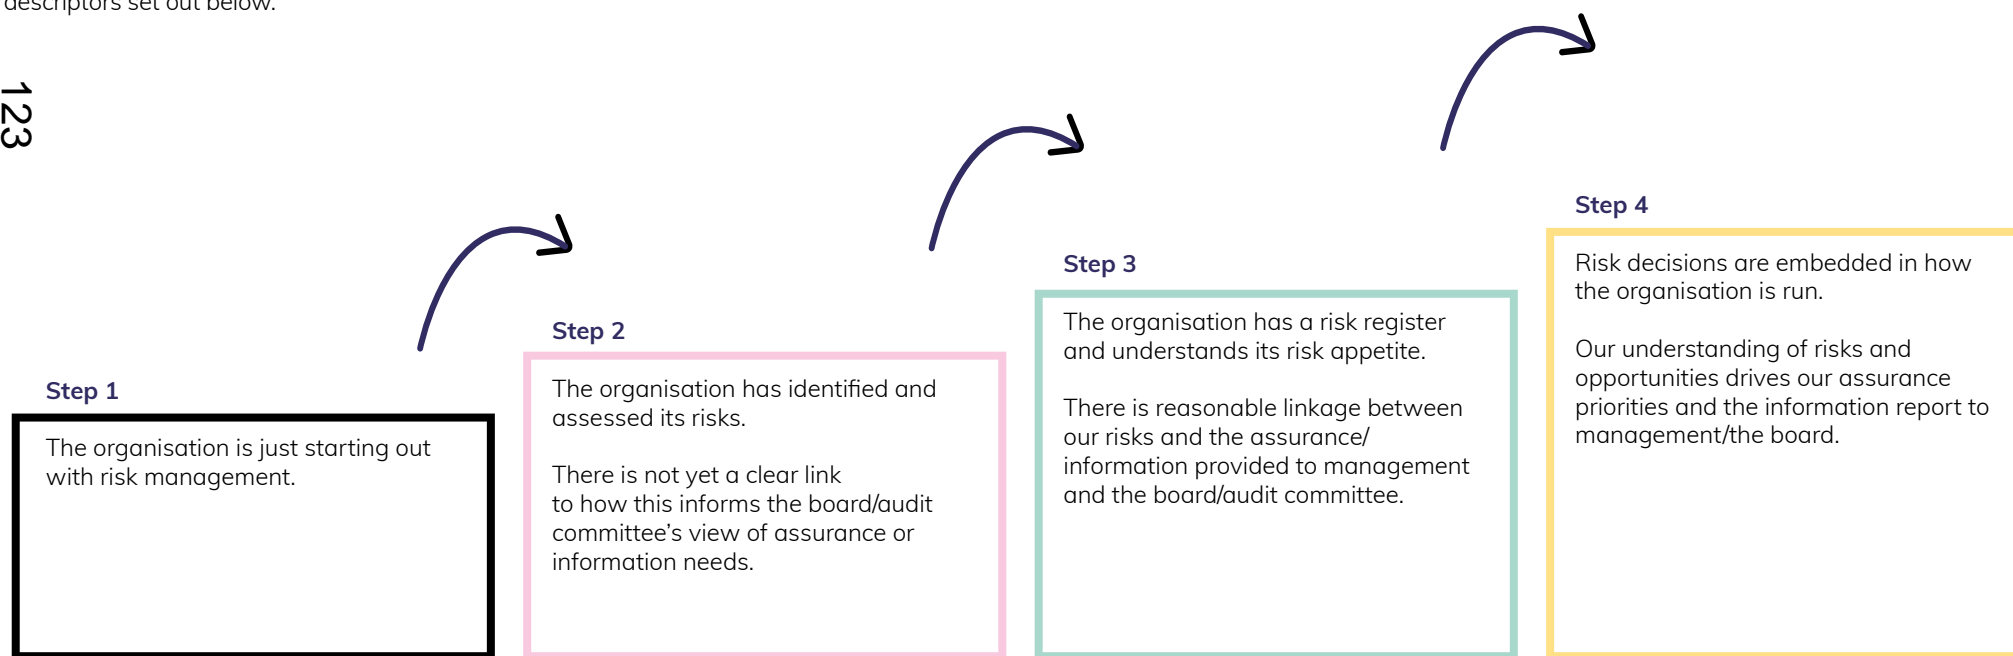 descriptors set out below.
123
Step 1
The organisation is just starting out
with risk management.
Step 2
The organisation has identified and
assessed its risks.
There is not yet a clear link
to how this informs the board/audit
committee’s view of assurance or
information needs.
Step 3
The organisation has a risk register
and understands its risk appetite.
There is reasonable linkage between
our risks and the assurance/
information provided to management
and the board/audit committee.
Step 4
Risk decisions are embedded in how
the organisation is run.
Our understanding of risks and
opportunities drives our assurance
priorities and the information report to
management/the board.